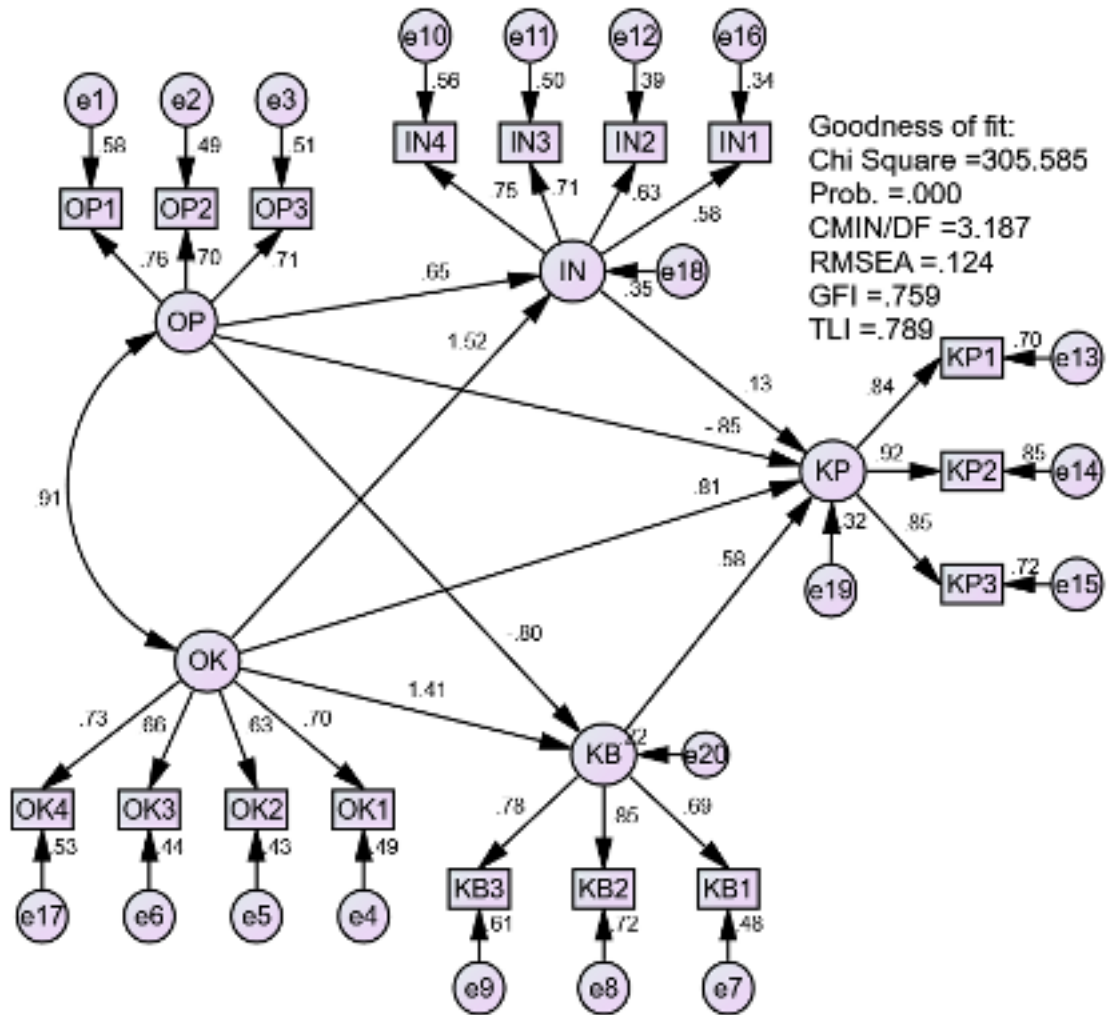 e10 e11 e12 e16
.56 .50 .39 .34
e1 e2 e3
.58 .49 .51
IN4 IN3 IN2 IN1
OP1 OP2 OP3
.75 .71 .63 .58
.76 .70 .71
Goodness of fit:
Chi Square =305.585
Prob. =.000
CMIN/DF =3.187
RMSEA =.124
GFI =.759
TLI =.789
IN e18
.35
.65
OP
1.52
KP1 .70 e13
.84
.13
-.85
KP .92 KP2 .85 e14
.81
.91
.32 .85
.58
e19 KP3 .72 e15
-.80
OK
1.41
.73 .66 .63 .70
KB .22 e20
.78 .85 .69
OK4 OK3 OK2 OK1
.53 .44 .43 .49
KB3 KB2 KB1
.61 .72 .48
e17 e6 e5 e4
e9 e8 e7